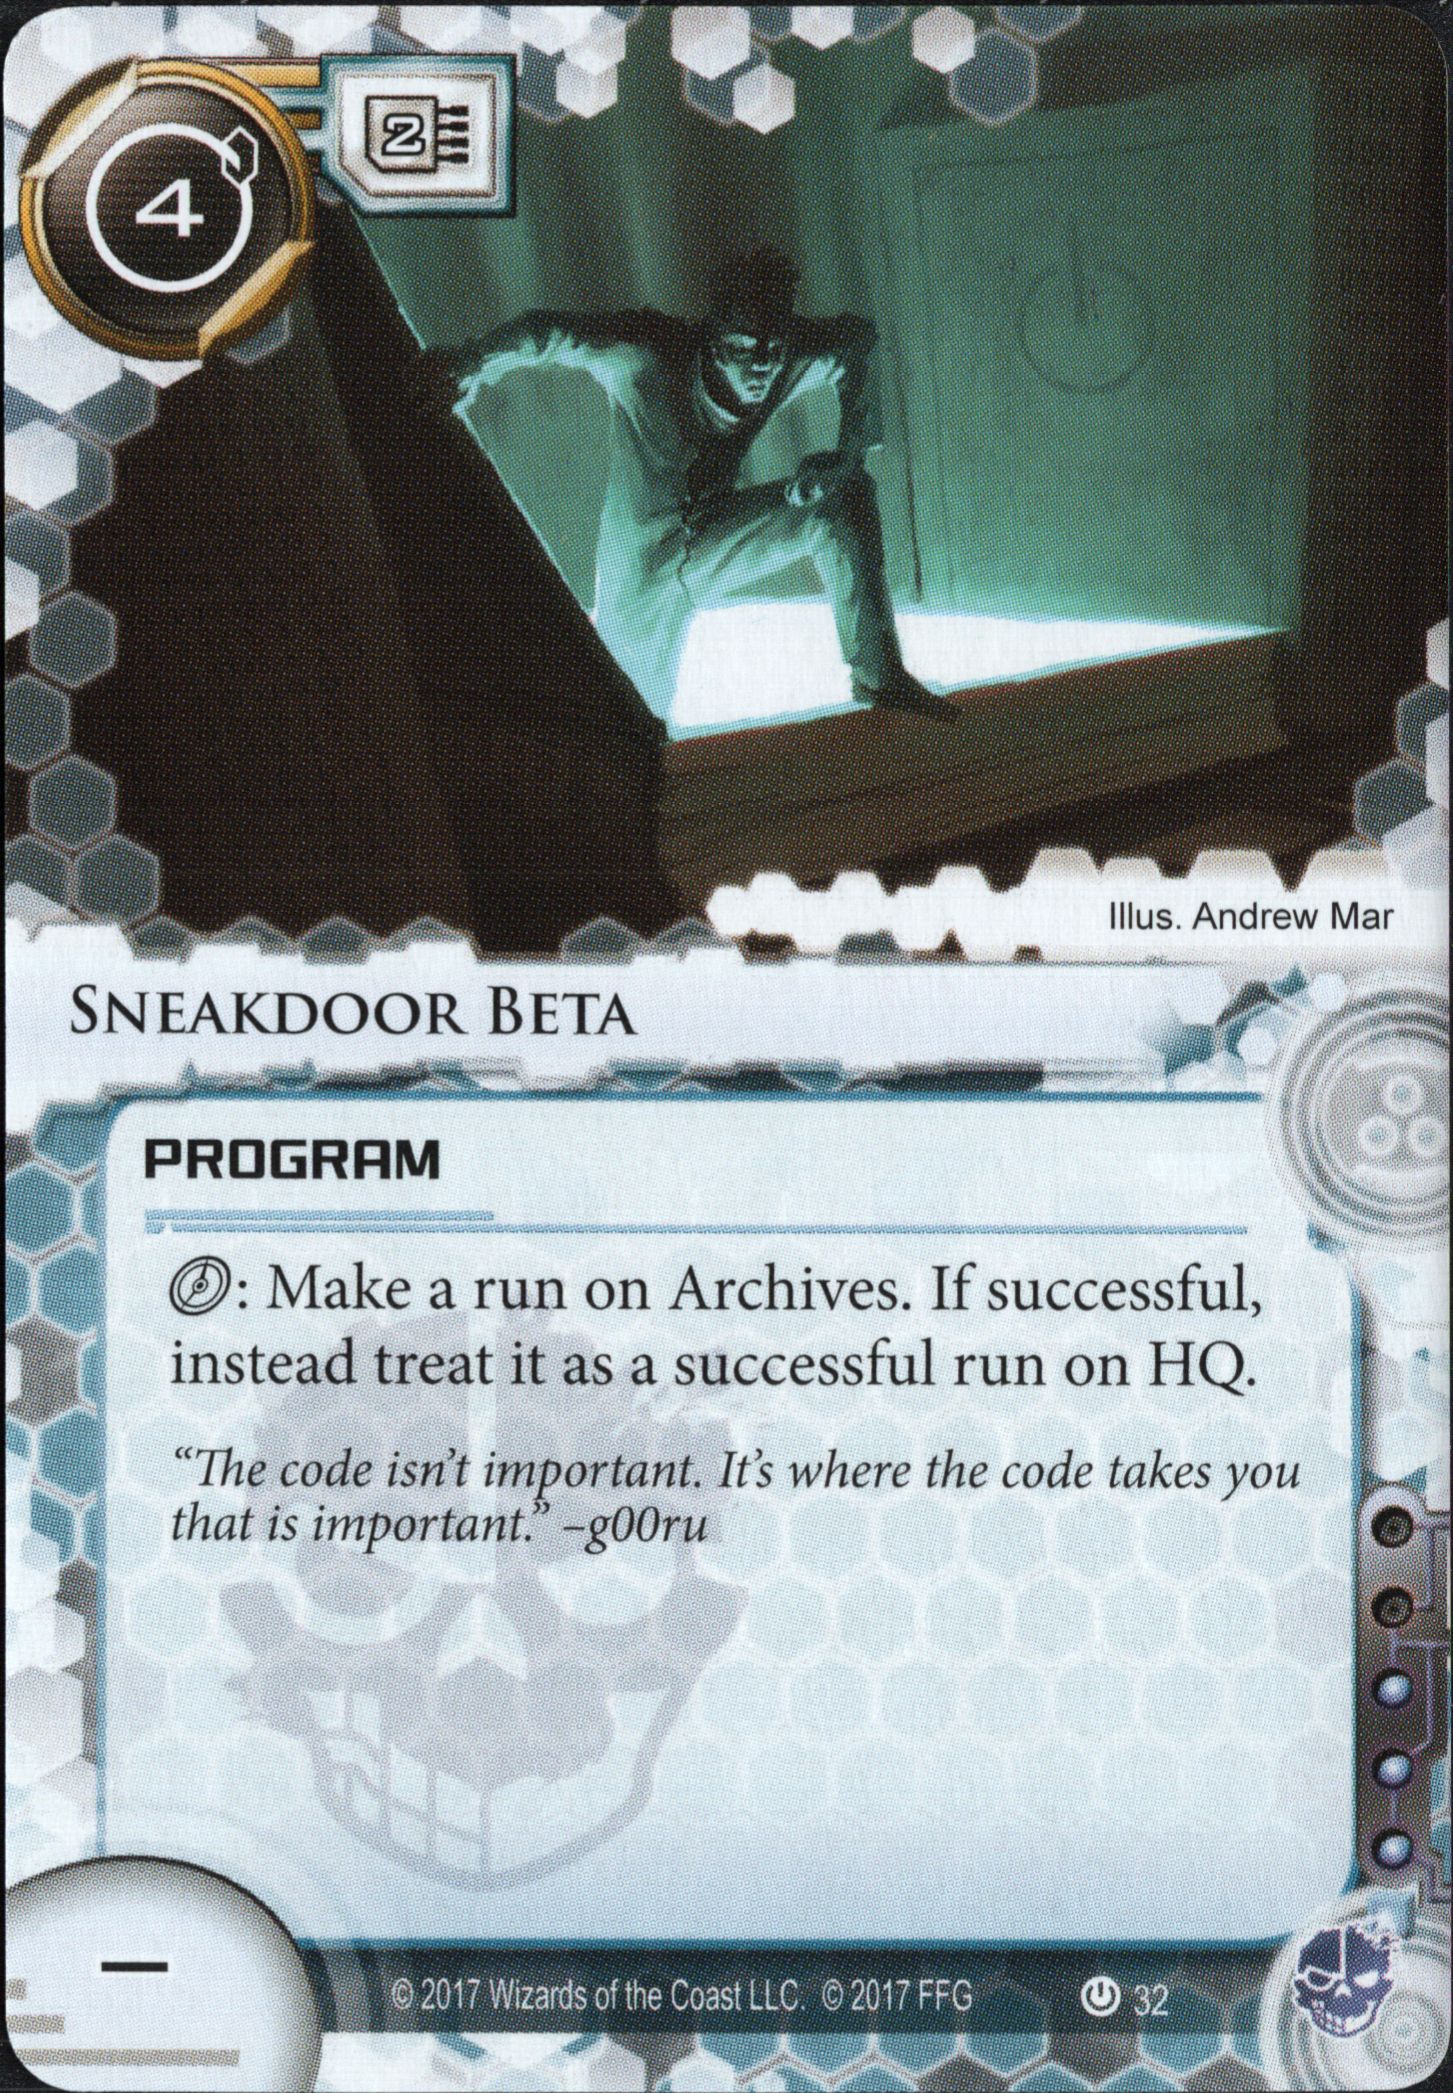 4
2
Illus. Andrew Mar
Sneakdoor Beta
PROGRAM
: Make a run on Archives. If successful,
instead treat it as a successful run on HQ.
“The code isn’t important. It’s where the code takes you
that is important.” –g00ru
—
© 2017 Wizards of the Coast LLC. © 2017 FFG
32